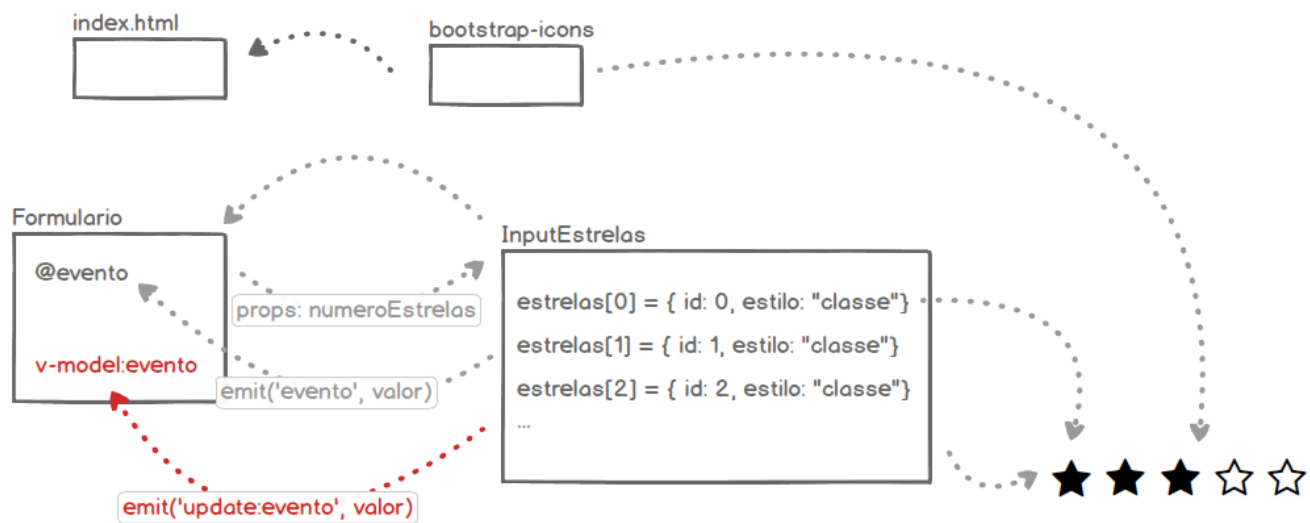 index.html
bootstrap-icons
Formulario
@evento
v-model:evento
props: numeroEstrelas
emit('evento', valor)
emit('update:evento', valor)
InputEstrelas
estrelas[0] = { id: 0, estilo: "classe"}
estrelas[1] = { id: 1, estilo: "classe"}
estrelas[2] = { id: 2, estilo: "classe"}
...